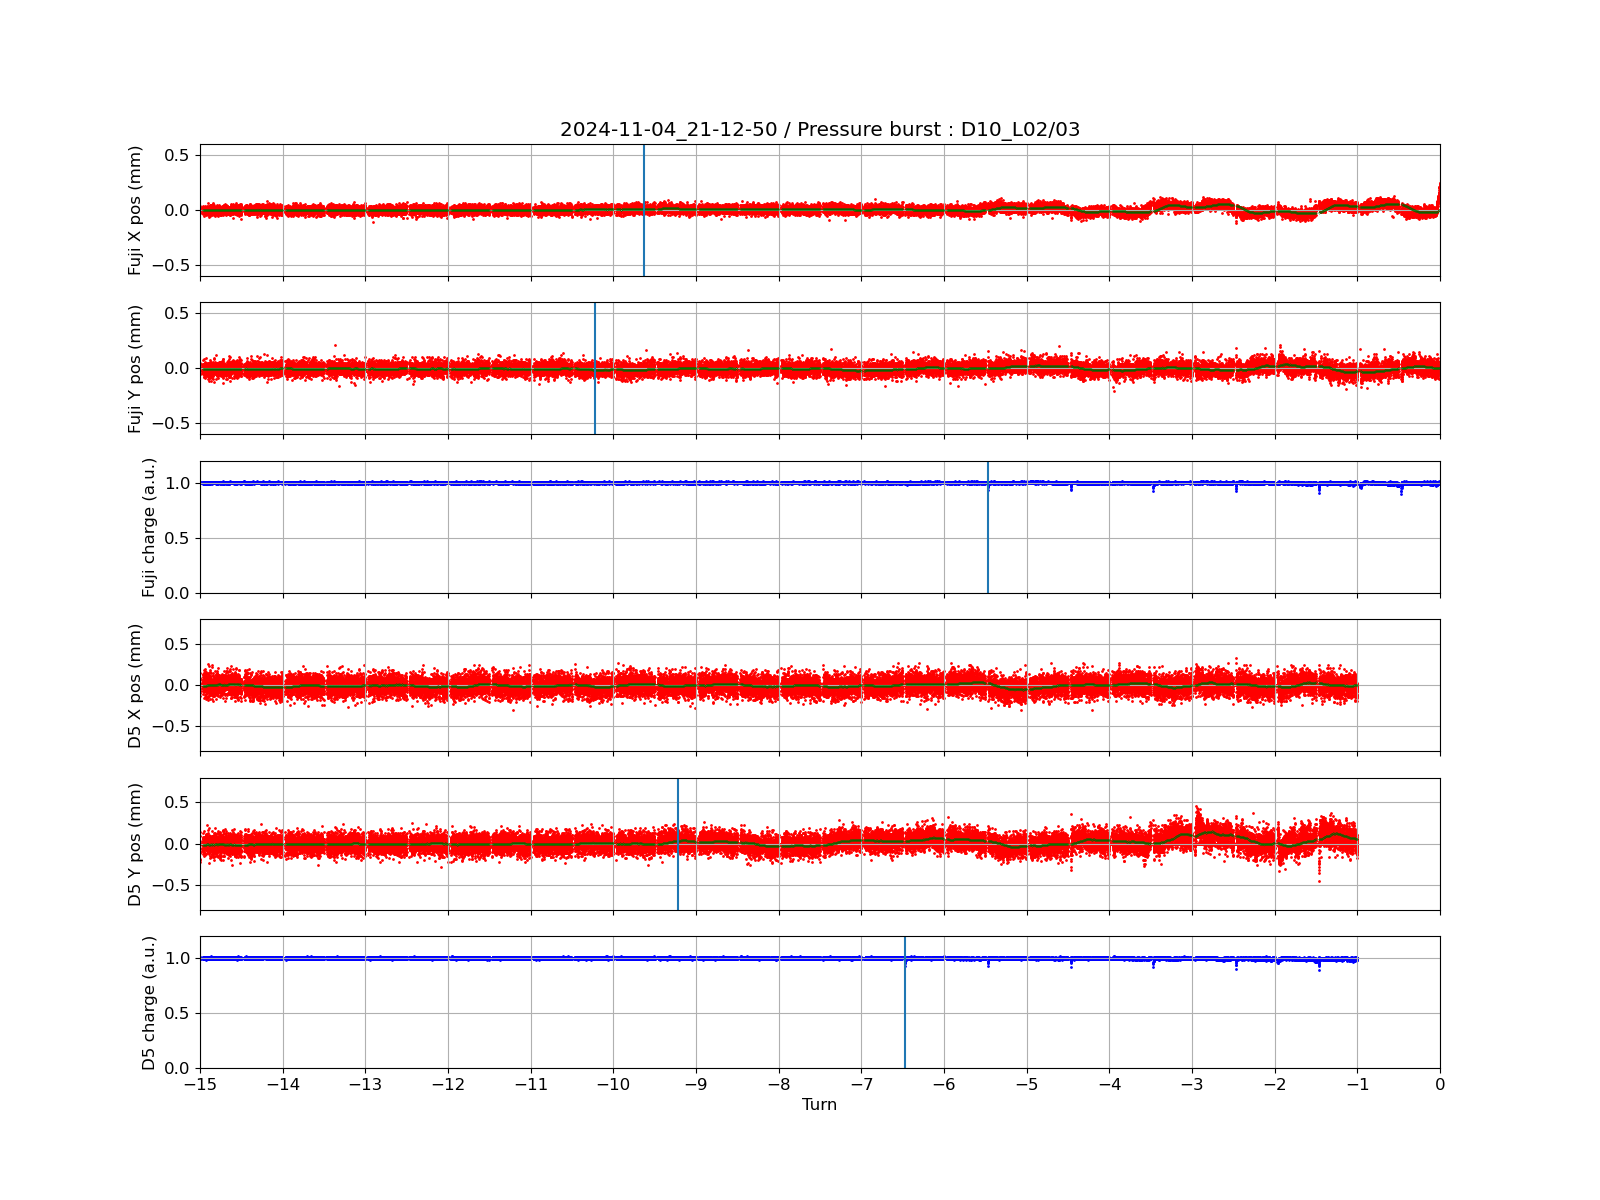 2024-11-04_21-12-50 / Pressure burst : D10_L02/03
Fuji X pos (mm)
0.5
0.0
−0.5
Fuji Y pos (mm)
0.5
0.0
−0.5
Fuji charge (a.u.)
1.0
0.5
0.0
D5 X pos (mm)
0.5
0.0
−0.5
D5 Y pos (mm)
0.5
0.0
−0.5
D5 charge (a.u.)
1.0
0.5
0.0
−15 −14 −13 −12 −11 −10 −9 −8 −7 −6 −5 −4 −3 −2 −1 0
Turn